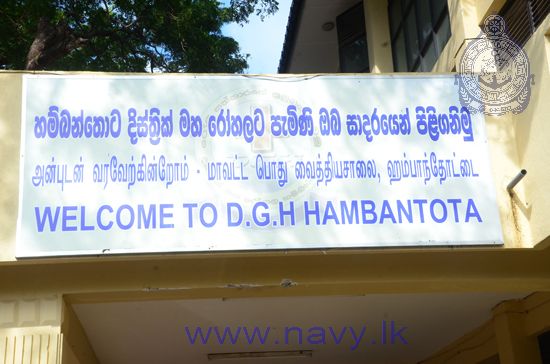 හම්බන්තොට දිස්ත්‍රික් මහ රෝහලට පැමිණි ඔබ සාදරයෙන් පිළිගනිමු
அன்புடன் வரவேற்கின்றோம் - மாவட்ட பொது வைத்தியசாலை, ஹம்பாந்தோட்டை
WELCOME TO D.G.H HAMBANTOTA
www.navy.lk